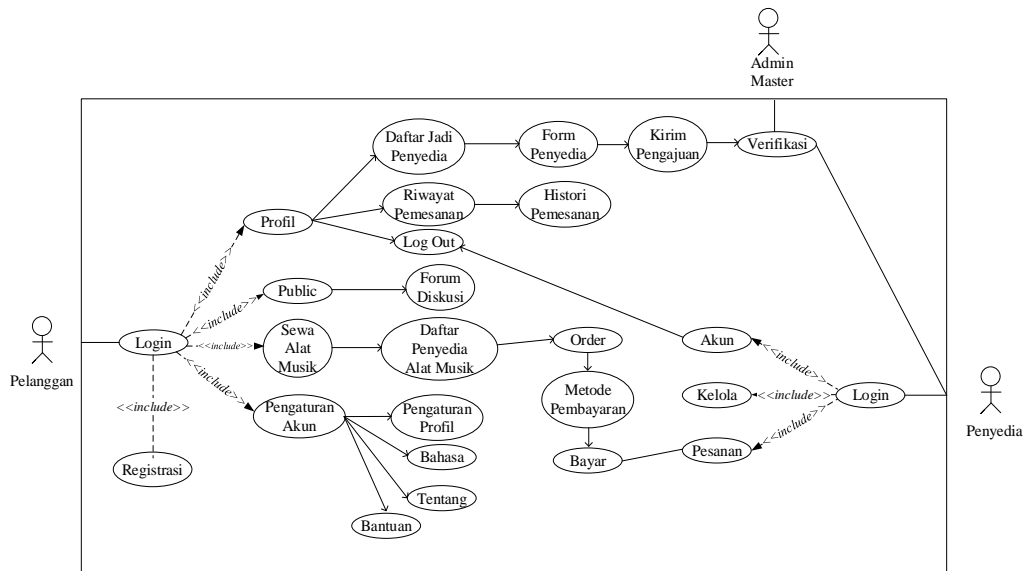 Admin
Master
Daftar Jadi
Penyedia
Form
Penyedia
Kirim
Pengajuan
Verifikasi
Riwayat
Pemesanan
Histori
Pemesanan
Profil
Log Out
<<include>>
Public
Forum
Diskusi
<<include>>
Pelanggan
Login
<<include>>
Sewa
Alat
Musik
Daftar
Penyedia
Alat Musik
Order
Akun
<<include>>
<<include>>
Pengaturan
Akun
Pengaturan
Profil
Metode
Pembayaran
Kelola
<<include>>
Login
Penyedia
<<include>>
<<include>>
Registrasi
Bahasa
Bayar
Pesanan
Tentang
Bantuan